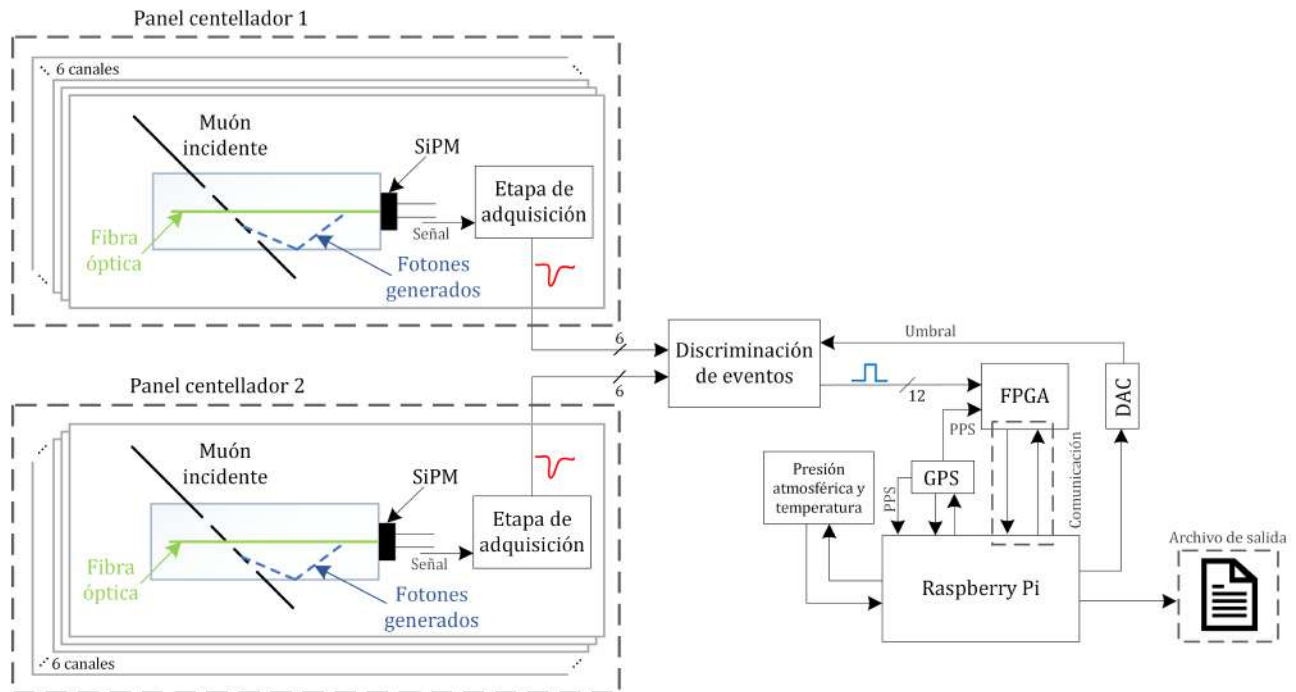 Panel centellador 1
6 canales
Muón
incidente
SiPM
Etapa de
adquisición
Señal
Fibra
óptica
Fotones
generados
6
6
Discriminación
de eventos
Umbral
12
FPGA
DAC
PPS
GPS
PPS
Comunicación
Presión
atmosférica y
temperatura
Raspberry Pi
Archivo de salida
Panel centellador 2
Muón
incidente
SiPM
Etapa de
adquisición
Señal
Fibra
óptica
Fotones
generados
6 canales